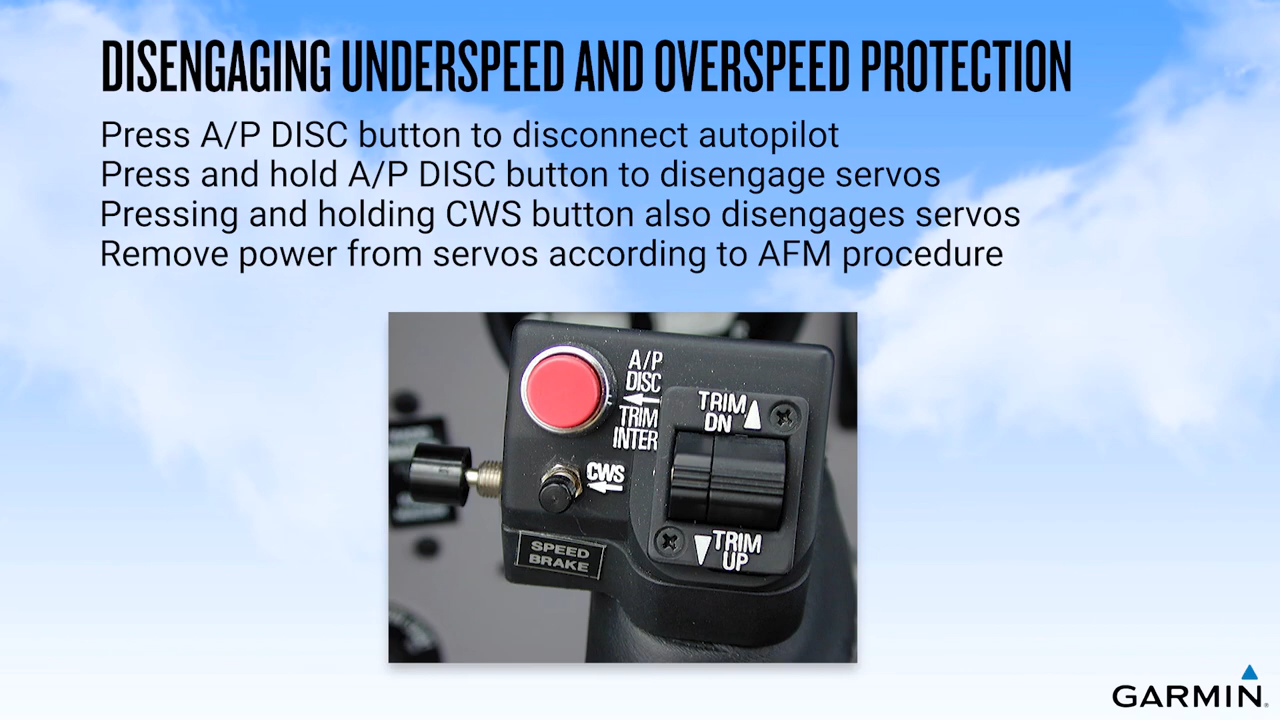 DISENGAGING UNDERSPEED AND OVERSPEED PROTECTION
Press A/P DISC button to disconnect autopilot
Press and hold A/P DISC button to disengage servos
Pressing and holding CWS button also disengages servos
Remove power from servos according to AFM procedure
A/P
DISC
TRIM
INTER
TRIM
DN
CWS
SPEED
BRAKE
TRIM
UP
GARMIN